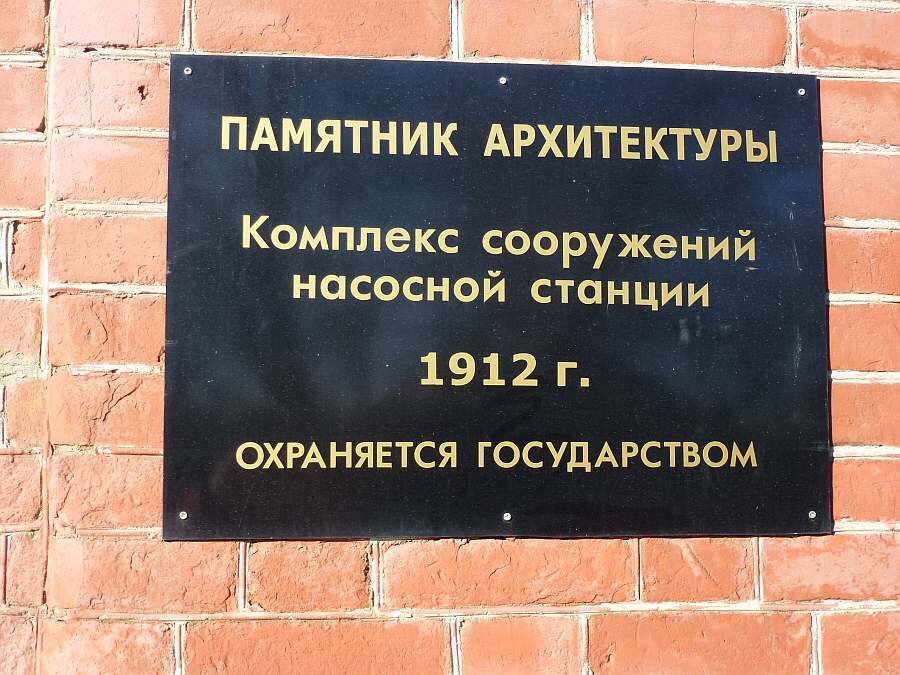 ПАМЯТНИК АРХИТЕКТУРЫ
Комплекс сооружений
насосной станции
1912 г.
ОХРАНЯЕТСЯ ГОСУДАРСТВОМ